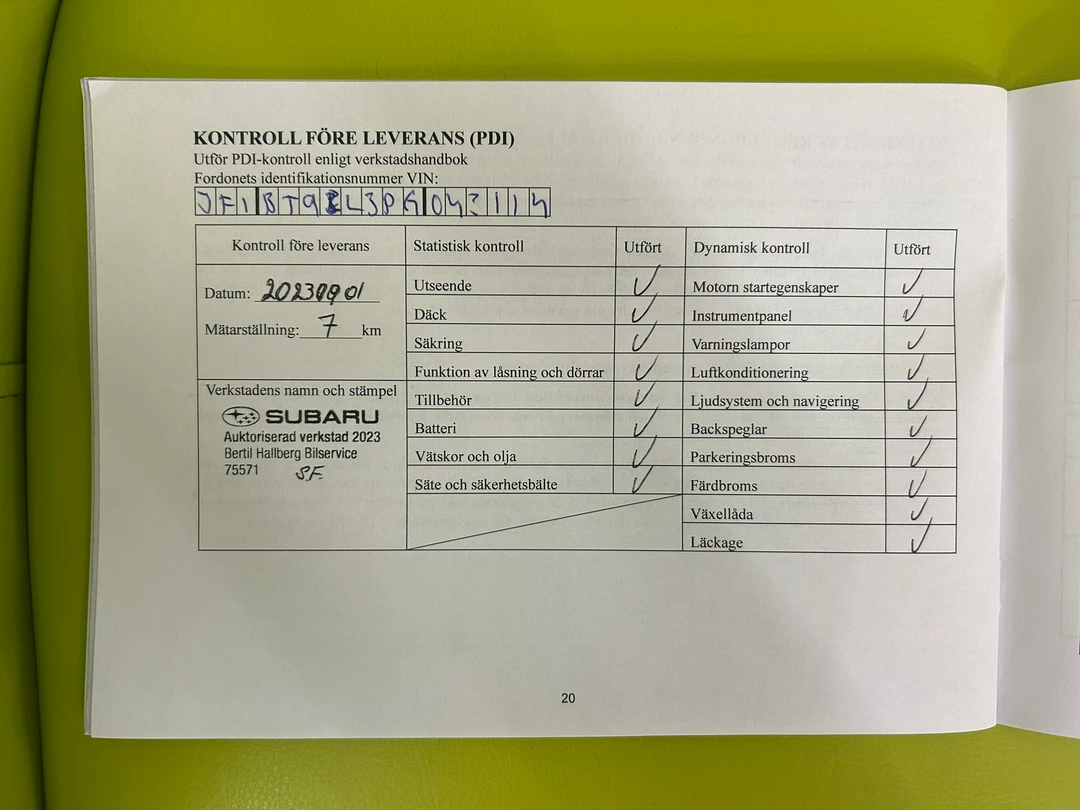 KONTROLL FÖRE LEVERANS (PDI)
Utför PDI-kontroll enligt verkstadshandbok
Fordonets identifikationsnummer VIN:
Kontroll före leverans Statistisk kontroll Utfört Dynamisk kontroll Utfört
Datum: 20230901
Mätarställning: 7 km
Utseende ✓ Motorn startegenskaper ✓
Däck ✓ Instrumentpanel ✓
Säkring ✓ Varningslampor ✓
Funktion av låsning och dörrar ✓ Luftkonditionering ✓
Tillbehör ✓ Ljudsystem och navigering ✓
Batteri ✓ Backspeglar ✓
Vätskor och olja ✓ Parkeringsbroms ✓
Säte och säkerhetsbälte ✓ Färdbroms ✓
Växellåda ✓
Läckage ✓
Verkstadens namn och stämpel
SUBARU
Auktoriserad verkstad 2023
Bertil Hallberg Bilservice
75571 SF
20